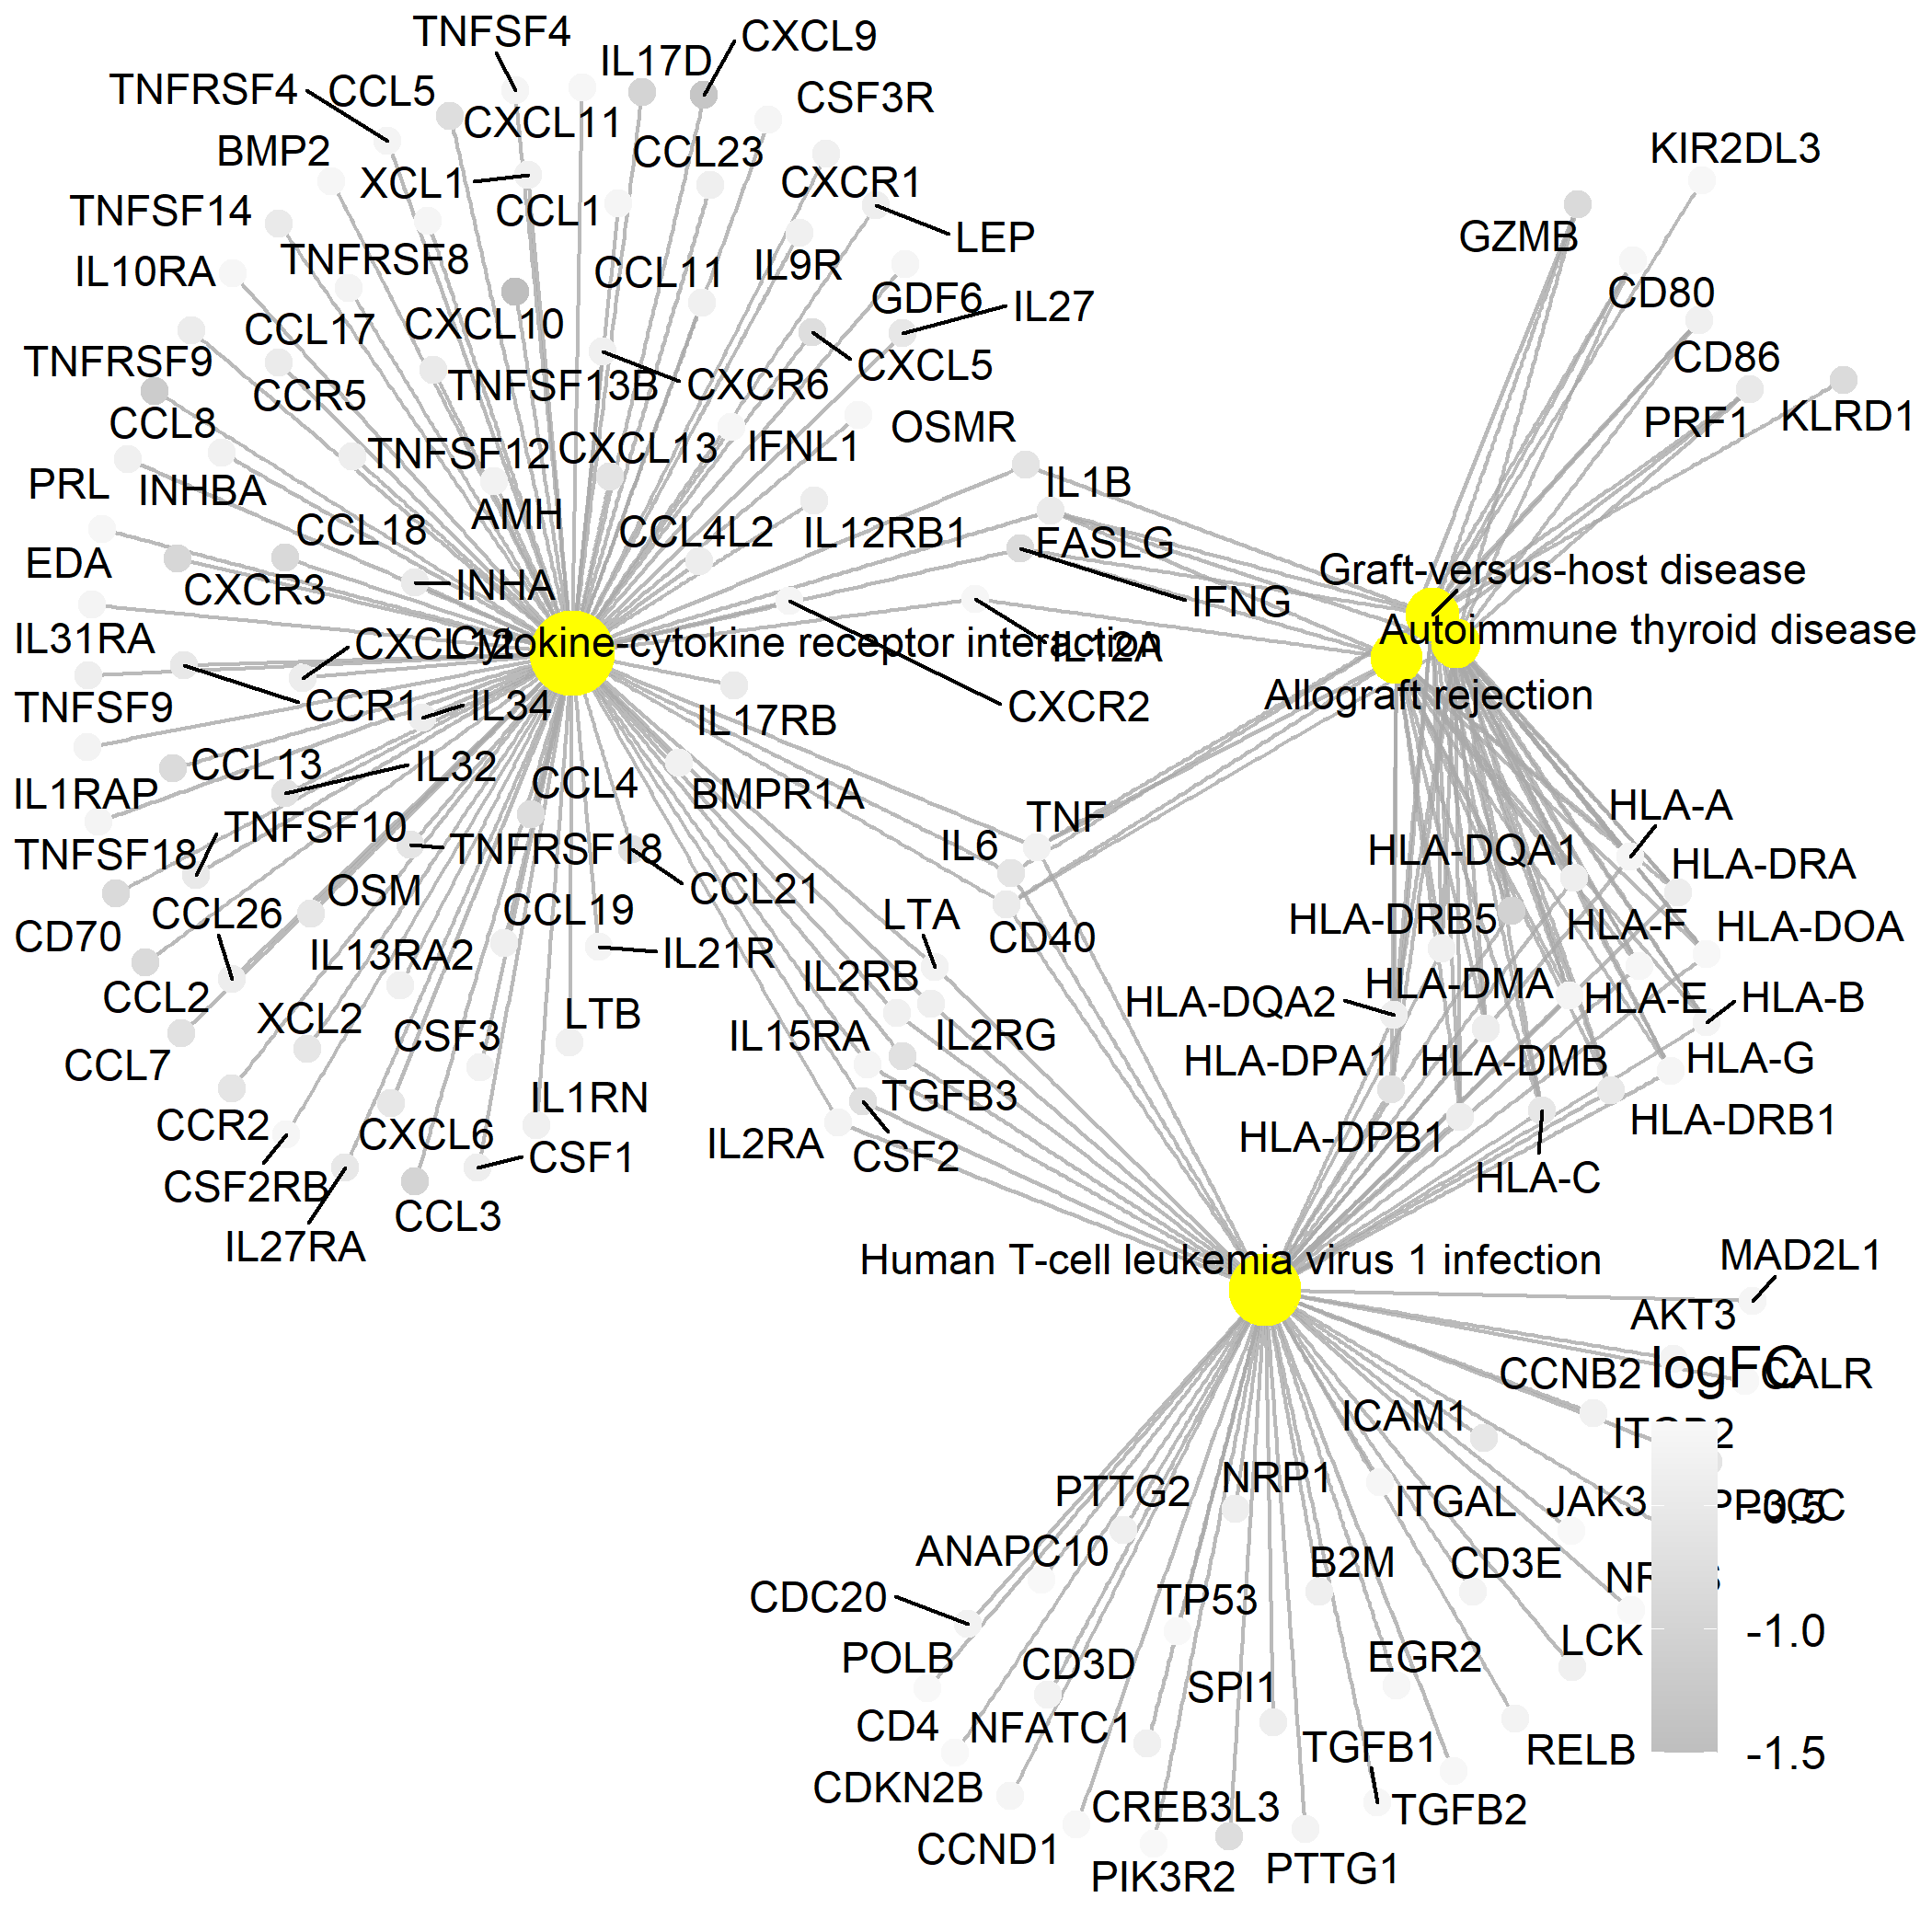 TNFSF4
CXCL9
IL17D
TNFRSF4
CCL5
CSF3R
CXCL11
KIR2DL3
BMP2
CCL23
XCL1
CXCR1
TNFSF14
CCL1
LEP
GZMB
IL10RA
TNFRSF8
CCL11
IL9R
GDF6
IL27
CD80
CCL17
CXCL10
TNFRSF9
CCR5
TNFSF13B
CXCR6
CXCL5
CD86
CCL8
OSMR
PRF1
KLRD1
PRL
INHBA
TNFSF12
CXCL13
IFNL1
IL1B
CCL18
AMH
CCL4L2
IL12RB1
FASLG
EDA
CXCR3
INHA
IFNG
Graft-versus-host disease
IL31RA
CXCL12
Cytokine-cytokine receptor interaction
IL12A
Autoimmune thyroid disease
TNFSF9
CCR1
IL34
IL17RB
CXCR2
Allograft rejection
IL1RAP
CCL13
IL32
CCL4
BMPR1A
TNF
HLA-A
TNFSF18
TNFSF10
TNFRSF18
IL6
HLA-DQA1
HLA-DRA
CD70
CCL26
OSM
CCL19
CCL21
LTA
CD40
HLA-DRB5
HLA-F
HLA-DOA
CCL2
IL13RA2
IL21R
IL2RB
HLA-DQA2
HLA-DMA
HLA-E
HLA-B
CCL7
XCL2
CSF3
LTB
IL15RA
IL2RG
HLA-DPA1
HLA-DMB
HLA-G
CCR2
CXCL6
IL1RN
TGFB3
HLA-DPB1
HLA-DRB1
CSF2RB
CSF1
IL2RA
CSF2
HLA-C
IL27RA
CCL3
Human T-cell leukemia virus 1 infection
MAD2L1
AKT3
CCNB2
logFC
CALR
ICAM1
PTTG2
NRP1
ITGAL
JAK3
-0.5
ANAPC10
B2M
CD3E
CDC20
TP53
LCK
-1.0
POLB
CD3D
SPI1
EGR2
CD4
NFATC1
TGFB1
RELB
-1.5
CDKN2B
CREB3L3
TGFB2
CCND1
PIK3R2
PTTG1